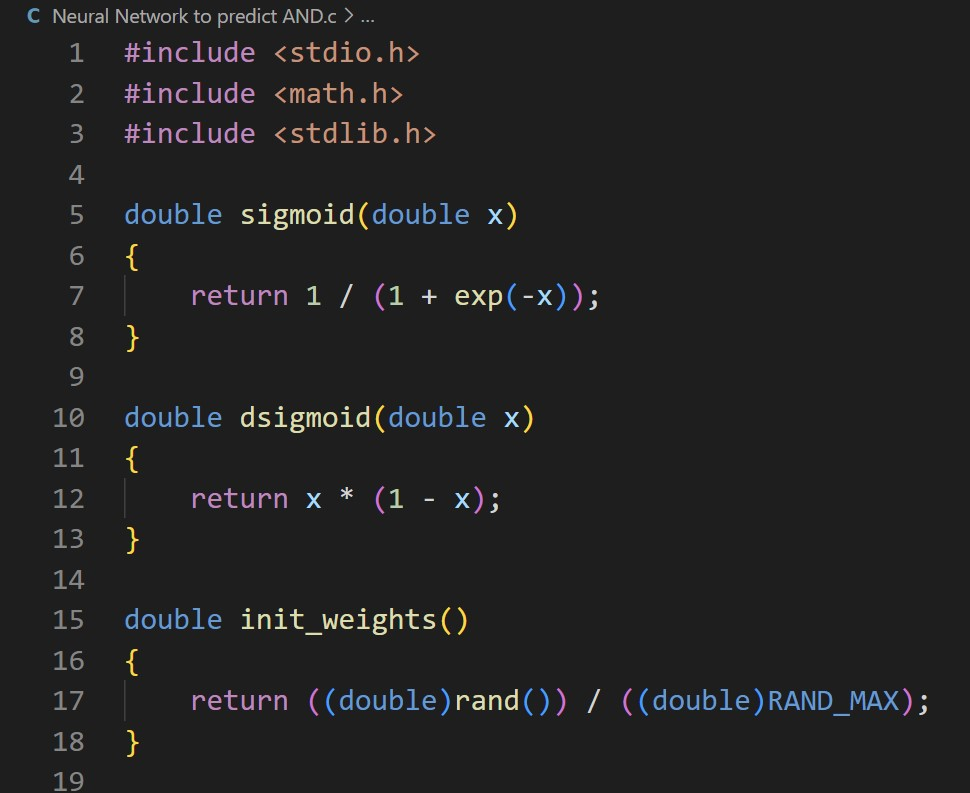 C Neural Network to predict AND.c > ...
1 #include <stdio.h>
2 #include <math.h>
3 #include <stdlib.h>
4
5 double sigmoid(double x)
6 {
7     return 1 / (1 + exp(-x));
8 }
9
10 double dsigmoid(double x)
11 {
12     return x * (1 - x);
13 }
14
15 double init_weights()
16 {
17     return ((double)rand()) / ((double)RAND_MAX);
18 }
19